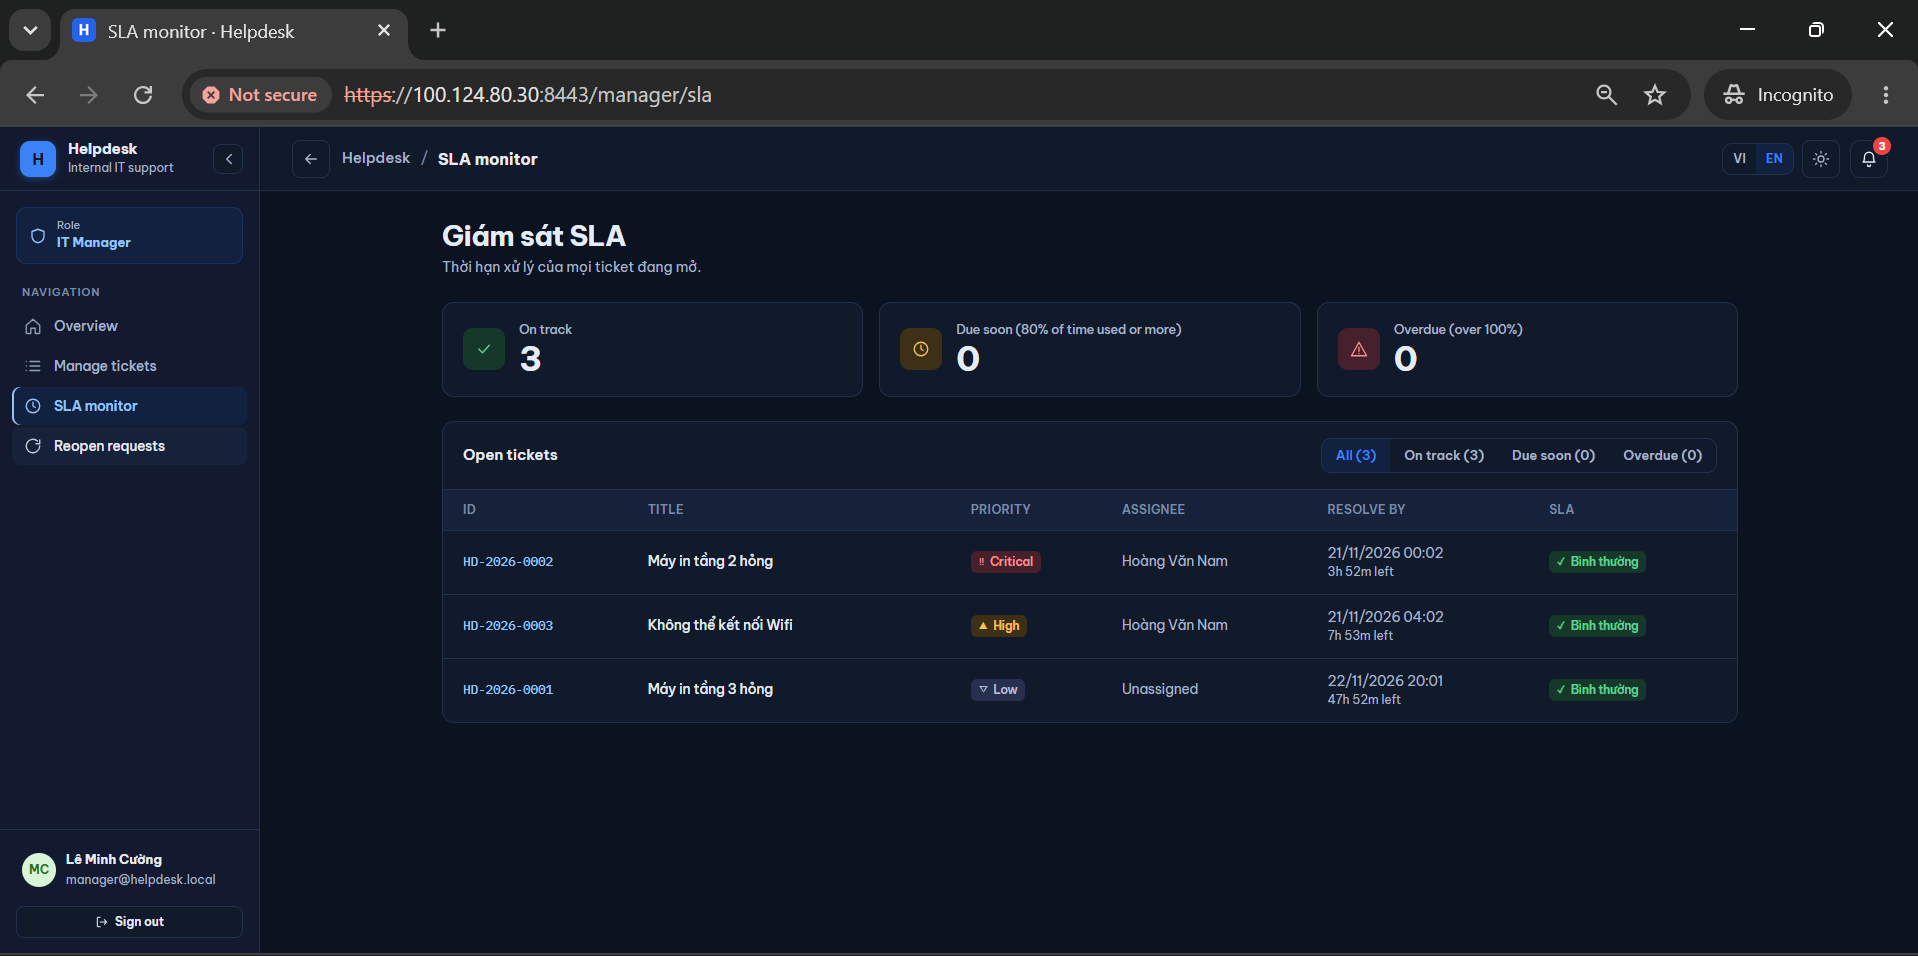 H SLA monitor · Helpdesk
Not secure https://100.124.80.30:8443/manager/sla Incognito
H Helpdesk
Internal IT support
Helpdesk / SLA monitor
VI EN 3
Role
IT Manager
NAVIGATION
Overview
Manage tickets
SLA monitor
Reopen requests
Lê Minh Cường
MC
manager@helpdesk.local
Sign out
Giám sát SLA
Thời hạn xử lý của mọi ticket đang mở.
On track
3
Due soon (80% of time used or more)
0
Overdue (over 100%)
0
Open tickets
All (3) On track (3) Due soon (0) Overdue (0)
ID TITLE PRIORITY ASSIGNEE RESOLVE BY SLA
HD-2026-0002 Máy in tầng 2 hỏng !! Critical Hoàng Văn Nam 21/11/2026 00:02 ✓ Bình thường
3h 52m left
HD-2026-0003 Không thể kết nối Wifi ▲ High Hoàng Văn Nam 21/11/2026 04:02 ✓ Bình thường
7h 53m left
HD-2026-0001 Máy in tầng 3 hỏng ▽ Low Unassigned 22/11/2026 20:01 ✓ Bình thường
47h 52m left